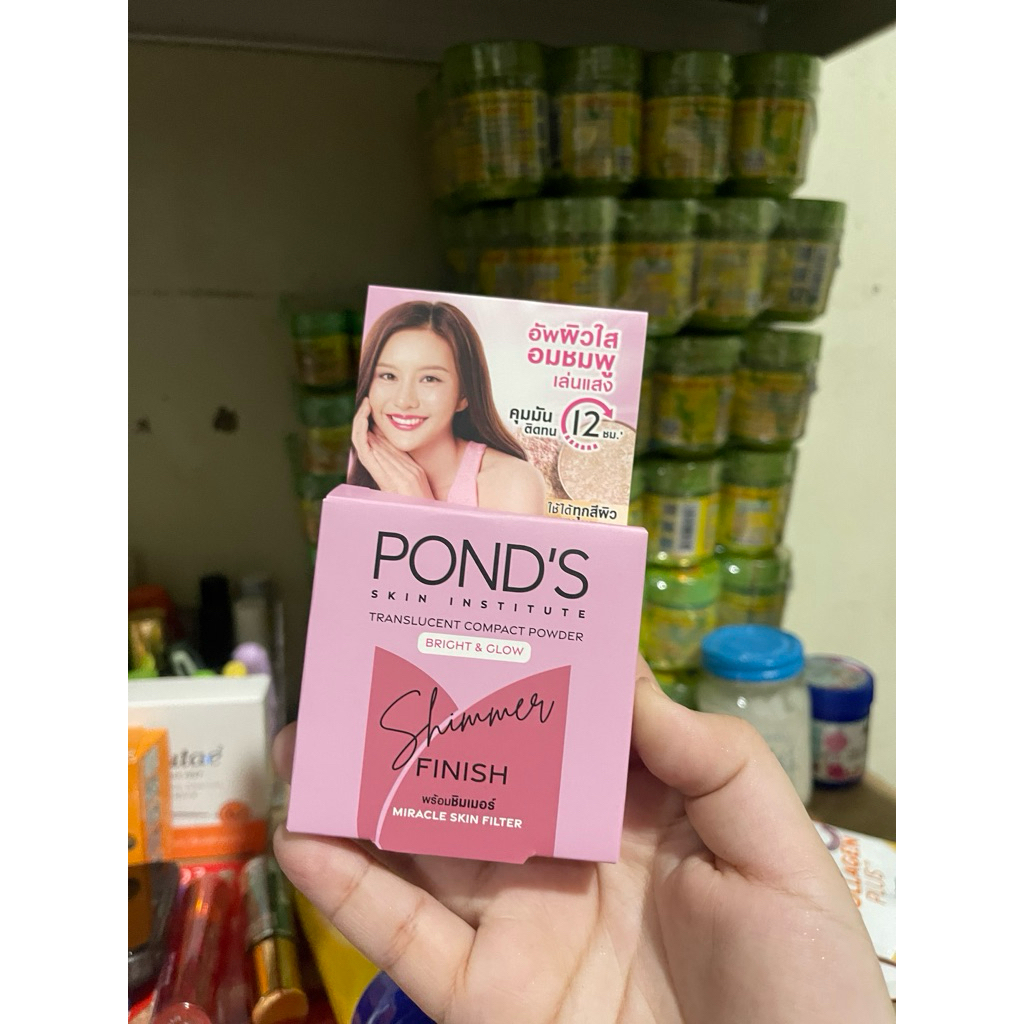 อัพผิวใส
อมชมพู
เล่นแสง
คุมมัน
ติดทน 12 ชม.*
ใช้ได้ทุกสีผิว
POND'S
SKIN INSTITUTE
TRANSLUCENT COMPACT POWDER
BRIGHT & GLOW
Shimmer
FINISH
พร้อมชิมเมอร์
MIRACLE SKIN FILTER
PLUS